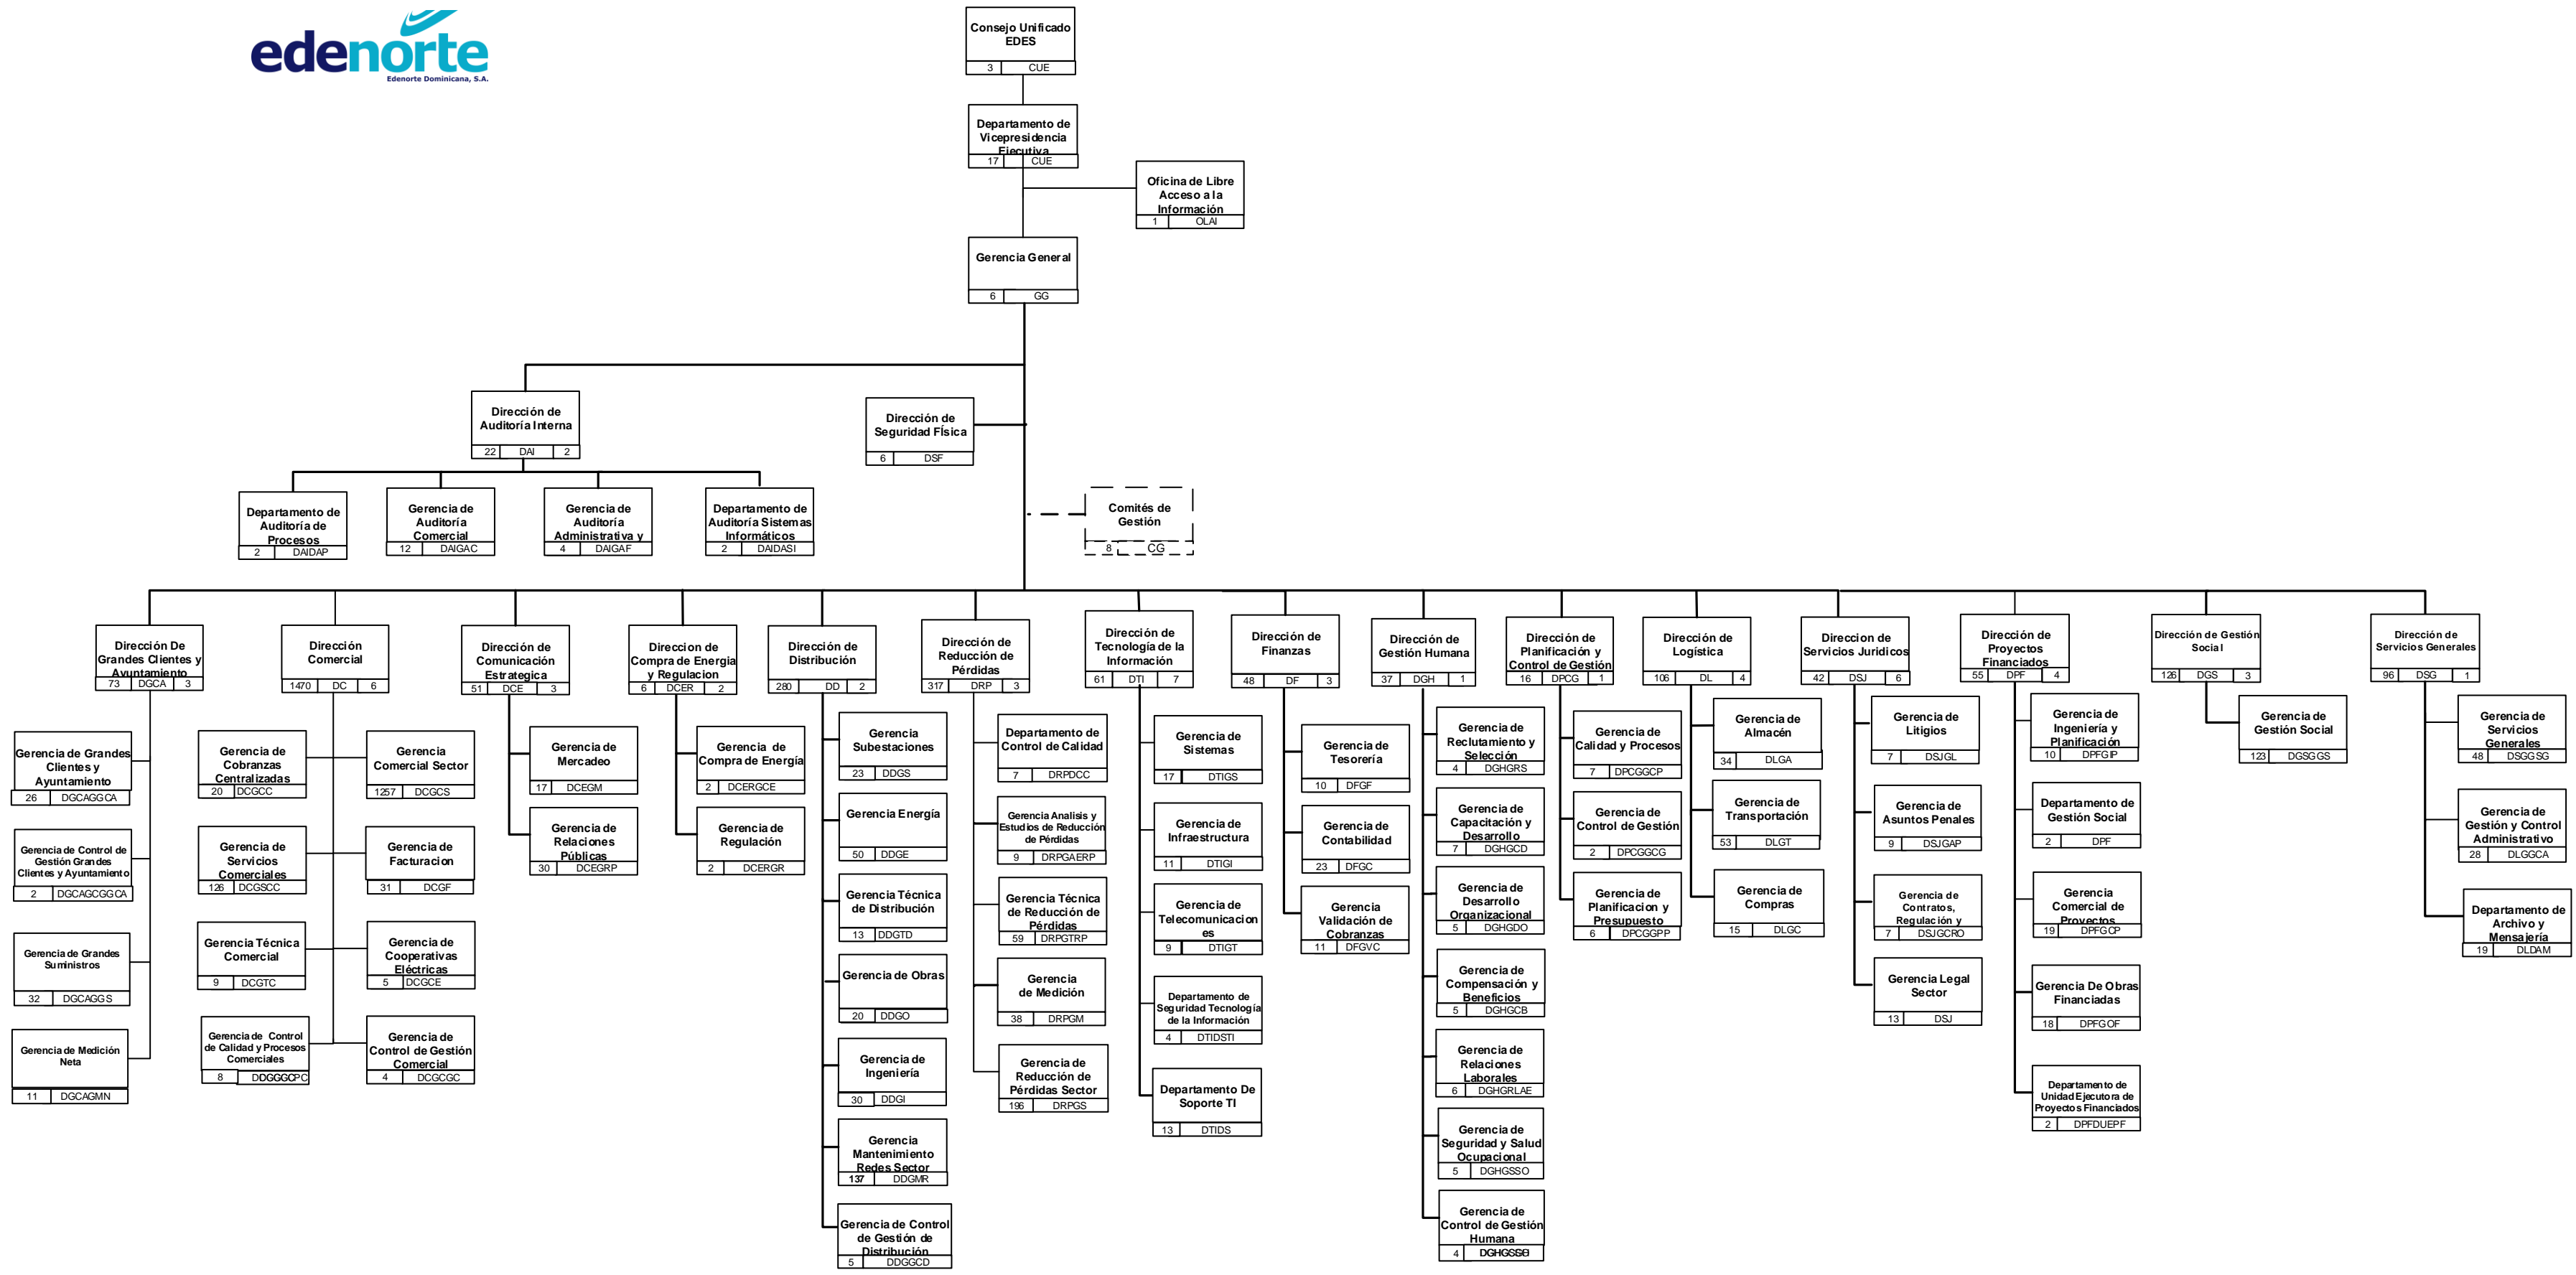 edenorte
Edenorte Dominicana, S.A.
Consejo Unificado
EDES
3 CUE
Departamento de
Vicepresidencia
Ejecutiva
17 CUE
Oficina de Libre
Acceso a la
Información
1 OLAI
Gerencia General
6 GG
Dirección de
Auditoría Interna
22 DAI 2
Dirección de
Seguridad FÍsica
6 DSF
Departamento de
Auditoría de
Procesos
2 DAIDAP
Gerencia de
Auditoría
Comercial
12 DAIGAC
Gerencia de
Auditoría
Administrativa y
4 DAIGAF
Departamento de
Auditoría Sistemas
Informáticos
2 DAIDASI
Comités de
Gestión
8 CG
Dirección De
Grandes Clientes y
Ayuntamiento
73 DGCA 3
Gerencia de Grandes
Clientes y
Ayuntamiento
26 DGCAGGCA
Gerencia de Control de
Gestión Grandes
Clientes y Ayuntamiento
2 DGCAGCGGCA
Gerencia de Grandes
Suministros
32 DGCAGGS
Gerencia de Medición
Neta
11 DGCAGMN
Dirección
Comercial
1470 DC 6
Gerencia de
Cobranzas
Centralizadas
20 DCGCC
Gerencia
Comercial Sector
1257 DCGCS
Gerencia de
Servicios
Comerciales
126 DCGSCC
Gerencia de
Facturacion
31 DCGF
Gerencia Técnica
Comercial
9 DCGTC
Gerencia de
Cooperativas
Eléctricas
5 DCGCE
Gerencia de Control
de Calidad y Procesos
Comerciales
8
Gerencia de
Control de Gestión
Comercial
4 DCGCGC
Dirección de
Comunicación
Estrategica
51 DCE 3
Gerencia de
Mercadeo
17 DCEGM
Gerencia de
Relaciones
Públicas
30 DCEGRP
Direccion de
Compra de Energia
y Regulacion
6 DCER 2
Gerencia de
Compra de Energía
2 DCERGCE
Gerencia de
Regulación
2 DCERGR
Dirección de
Distribución
280 DD 2
Gerencia
Subestaciones
23 DDGS
Gerencia Energía
50 DDGE
Gerencia Técnica
de Distribución
13 DDGTD
Gerencia de Obras
20 DDGO
Gerencia de
Ingeniería
30 DDGI
Gerencia
Mantenimiento
Redes Sector
137 DDGMR
Gerencia de Control
de Gestión de
Distribución
5 DDGGCD
Dirección de
Reducción de
Pérdidas
317 DRP 3
Departamento de
Control de Calidad
7 DRPDCC
Gerencia Analisis y
Estudios de Reducción
de Pérdidas
9 DRPGAERP
Gerencia Técnica
de Reducción de
Pérdidas
59 DRPGTRP
Gerencia
de Medición
38 DRPGM
Gerencia de
Reducción de
Pérdidas Sector
196 DRPGS
Dirección de
Tecnología de la
Información
61 DTI 7
Gerencia de
Sistemas
17 DTIGS
Gerencia de
Infraestructura
11 DTIGI
Gerencia de
Telecomunicacion
es
9 DTIGT
Departamento de
Seguridad Tecnología
de la Información
4 DTIDSTI
Departamento De
Soporte TI
13 DTIDS
Dirección de
Finanzas
48 DF 3
Gerencia de
Tesorería
10 DFGF
Gerencia de
Contabilidad
23 DFGC
Gerencia
Validación de
Cobranzas
11 DFGVC
Dirección de
Gestión Humana
37 DGH 1
Gerencia de
Reclutamiento y
Selección
4 DGHGRS
Gerencia de
Capacitación y
Desarrollo
7 DGHGCD
Gerencia de
Desarrollo
Organizacional
5 DGHGDO
Gerencia de
Compensación y
Beneficios
5 DGHGCB
Gerencia de
Relaciones
Laborales
6 DGHGRLAE
Gerencia de
Seguridad y Salud
Ocupacional
5 DGHGSSO
Gerencia de
Control de Gestión
Humana
4
Dirección de
Planificación y
Control de Gestión
16 DPCG 1
Gerencia de
Calidad y Procesos
7 DPCGGCP
Gerencia de
Control de Gestión
2 DPCGGCG
Gerencia de
Planificacion y
Presupuesto
6 DPCGGPP
Dirección de
Logística
106 DL 4
Gerencia de
Almacén
34 DLGA
Gerencia de
Transportación
53 DLGT
Gerencia de
Compras
15 DLGC
Direccion de
Servicios Juridicos
42 DSJ 6
Gerencia de
Litigios
7 DSJGL
Gerencia de
Asuntos Penales
9 DSJGAP
Gerencia de
Contratos,
Regulación y
7 DSJGCRO
Gerencia Legal
Sector
13 DSJ
Dirección de
Proyectos
Financiados
55 DPF 4
Gerencia de
Ingeniería y
Planificación
10 DPFGIP
Departamento de
Gestión Social
2 DPF
Gerencia
Comercial de
Proyectos
19 DPFGCP
Gerencia De Obras
Financiadas
18 DPFGOF
Departamento de
Unidad Ejecutora de
Proyectos Financiados
2 DPFDUEPF
Dirección de Gestión
Social
126 DGS 3
Gerencia de
Gestión Social
123 DGSGGS
Dirección de
Servicios Generales
96 DSG 1
Gerencia de
Servicios
Generales
48 DSGGSG
Gerencia de
Gestión y Control
Administrativo
28 DLGGCA
Departamento de
Archivo y
Mensajería
19 DLDAM